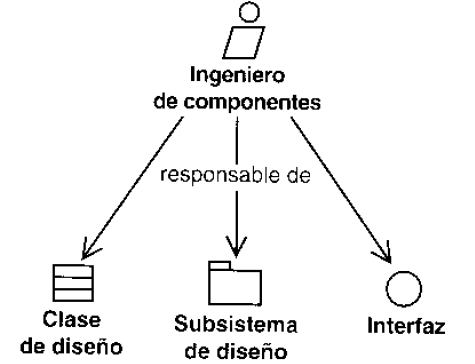 Ingeniero
de componentes
responsable de
Clase
de diseño
Subsistema
de diseño
Interfaz